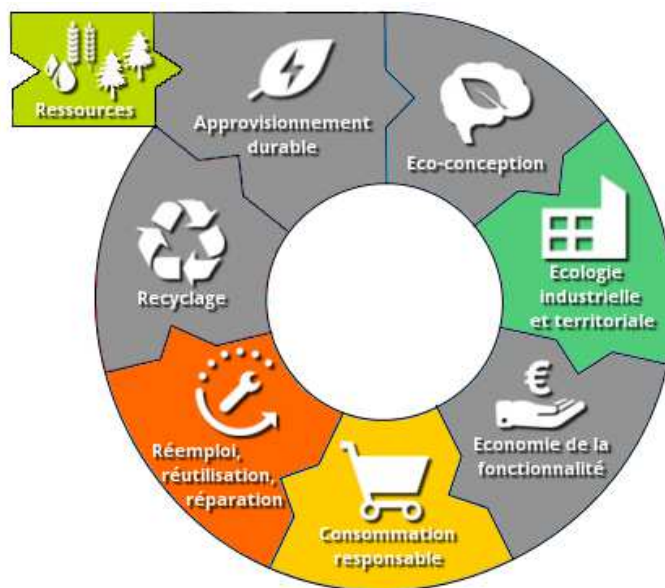 Ressources
Approvisionnement
durable
Eco-conception
Ecologie
industrielle
et territoriale
€
Economie de la
fonctionnalité
Consommation
responsable
Réemploi,
réutilisation,
réparation
Recyclage